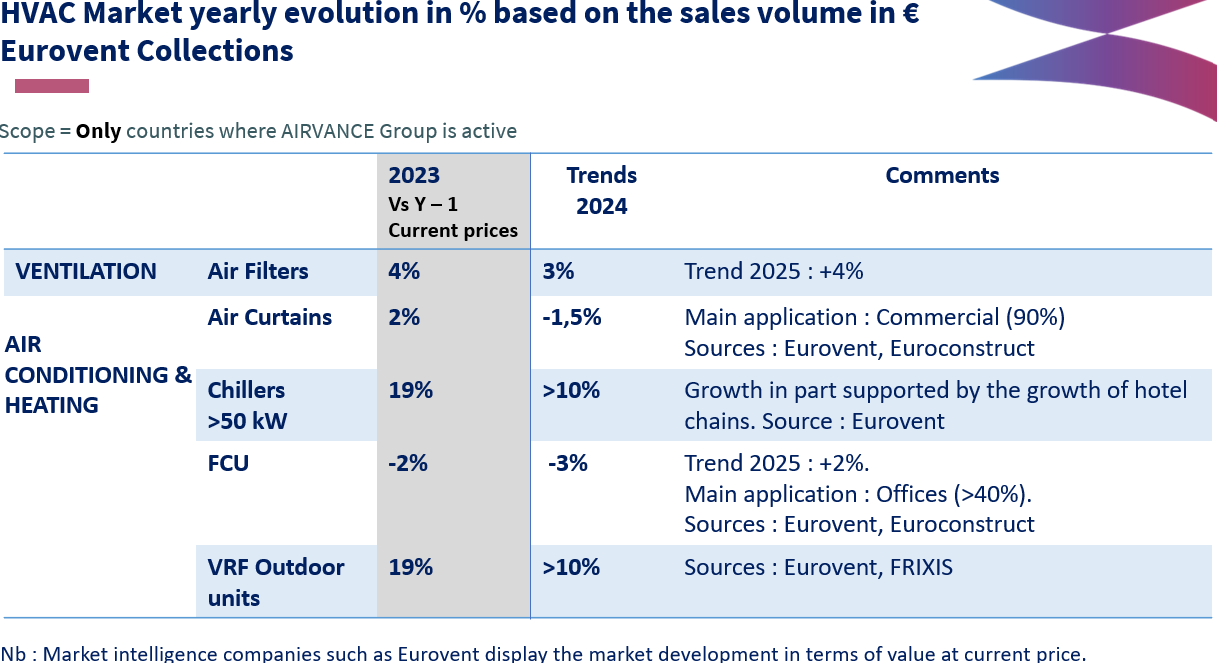 HVAC Market yearly evolution in % based on the sales volume in €
Eurovent Collections
Scope = Only countries where AIRVANCE Group is active
2023
Vs Y – 1
Current prices
Trends
2024
Comments
VENTILATION
Air Filters
4%
3%
Trend 2025 : +4%
AIR
CONDITIONING &
HEATING
Air Curtains
2%
-1,5%
Main application : Commercial (90%)
Sources : Eurovent, Euroconstruct
Chillers
>50 kW
19%
>10%
Growth in part supported by the growth of hotel
chains. Source : Eurovent
FCU
-2%
-3%
Trend 2025 : +2%.
Main application : Offices (>40%).
Sources : Eurovent, Euroconstruct
VRF Outdoor
units
19%
>10%
Sources : Eurovent, FRIXIS
Nb : Market intelligence companies such as Eurovent display the market development in terms of value at current price.